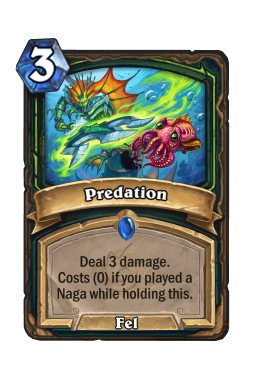 3
Predation
Deal 3 damage.
Costs (0) if you played a
Naga while holding this.
Fel